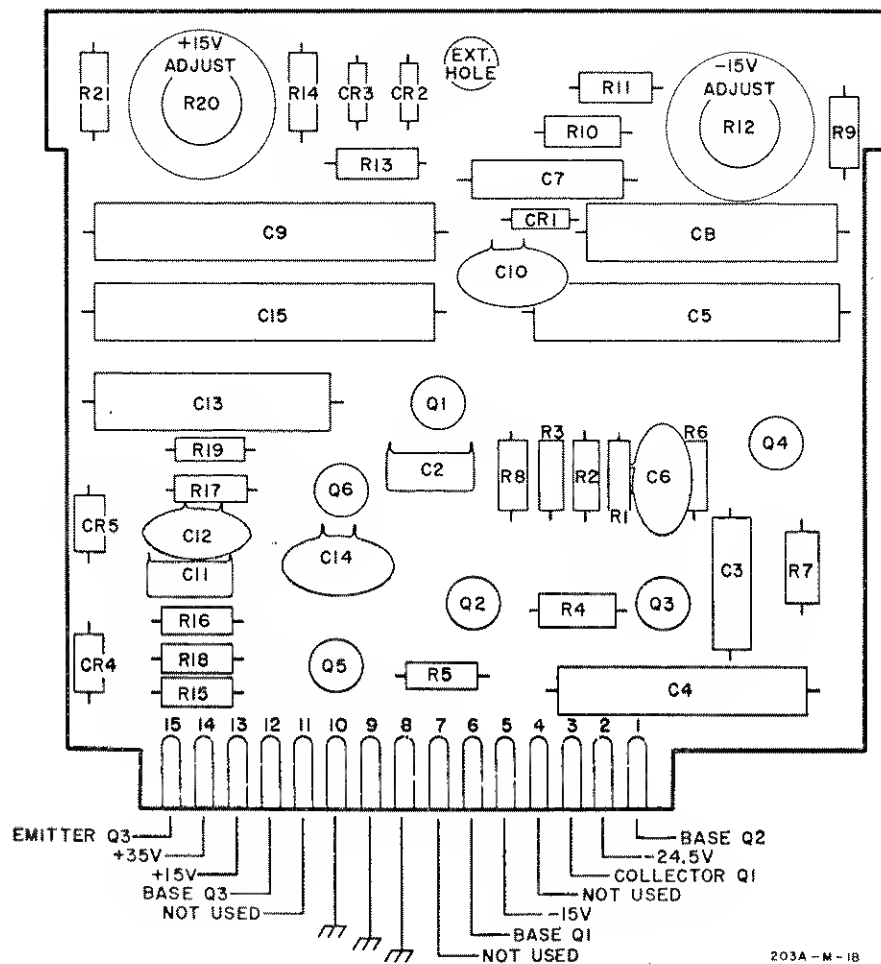 +15V
ADJUST
R20
R21
R14
CR3
CR2
EXT.
HOLE
R11
-15V
ADJUST
R12
R9
R10
R13
C7
CR1
C9
C8
C10
C15
C5
C13
Q1
R19
C2
R8
R3
R2
R1
C6
R6
Q4
R17
Q6
CR5
C12
C14
C11
C3
R7
Q2
R4
Q3
R16
CR4
R18
Q5
R5
R15
C4
15 14 13 12 11 10 9 8 7 6 5 4 3 2 1
EMITTER Q3
+35V
+15V
BASE Q3
NOT USED
BASE Q2
-24.5V
COLLECTOR Q1
NOT USED
-15V
BASE Q1
NOT USED
203A-M-1B